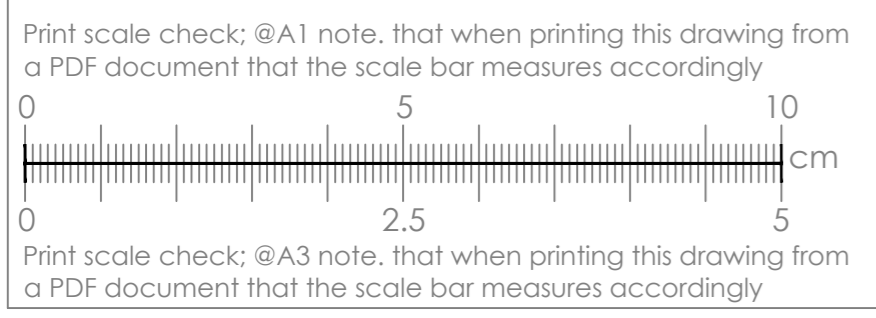 Print scale check; @A1 note. that when printing this drawing from
a PDF document that the scale bar measures accordingly
0 5 10
cm
0 2.5 5
Print scale check; @A3 note. that when printing this drawing from
a PDF document that the scale bar measures accordingly